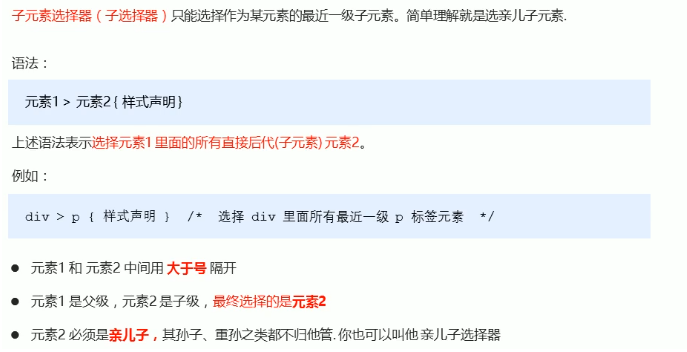 子元素选择器（子选择器）只能选择作为某元素的最近一级子元素。简单理解就是选亲儿子元素.
语法：
元素1 > 元素2 { 样式声明 }
上述语法表示选择元素1 里面的所有直接后代(子元素) 元素2。
例如：
div > p { 样式声明 }  /*  选择 div 里面所有最近一级 p 标签元素  */
● 元素1 和 元素2 中间用 大于号 隔开
● 元素1 是父级，元素2 是子级，最终选择的是元素2
● 元素2 必须是亲儿子，其孙子、重孙之类都不归他管. 你也可以叫他 亲儿子选择器